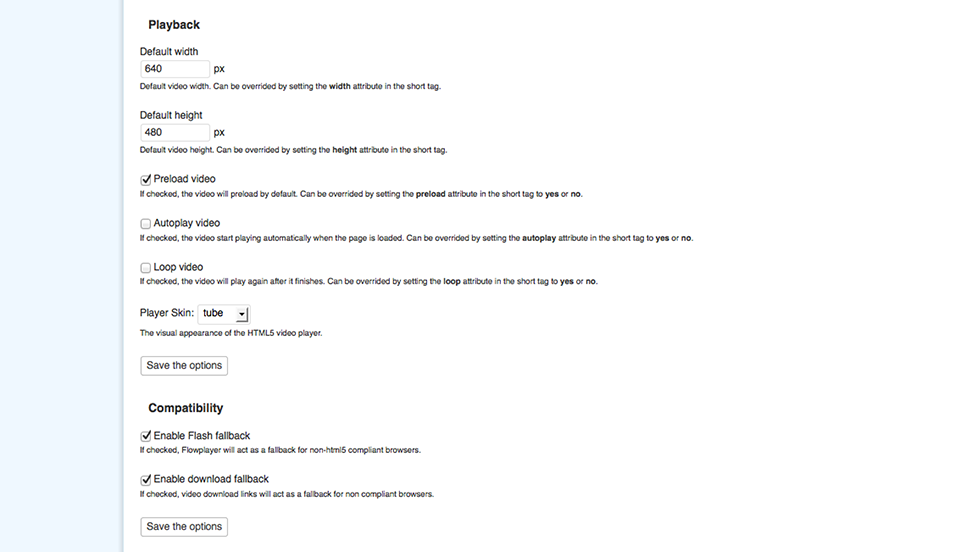 Playback
Default width
640 px
Default video width. Can be overrided by setting the width attribute in the short tag.
Default height
480 px
Default video height. Can be overrided by setting the height attribute in the short tag.
Preload video
If checked, the video will preload by default. Can be overrided by setting the preload attribute in the short tag to yes or no.
Autoplay video
If checked, the video start playing automatically when the page is loaded. Can be overrided by setting the autoplay attribute in the short tag to yes or no.
Loop video
If checked, the video will play again after it finishes. Can be overrided by setting the loop attribute in the short tag to yes or no.
Player Skin: tube
The visual appearance of the HTML5 video player.
Save the options
Compatibility
Enable Flash fallback
If checked, Flowplayer will act as a fallback for non-html5 compliant browsers.
Enable download fallback
If checked, video download links will act as a fallback for non compliant browsers.
Save the options